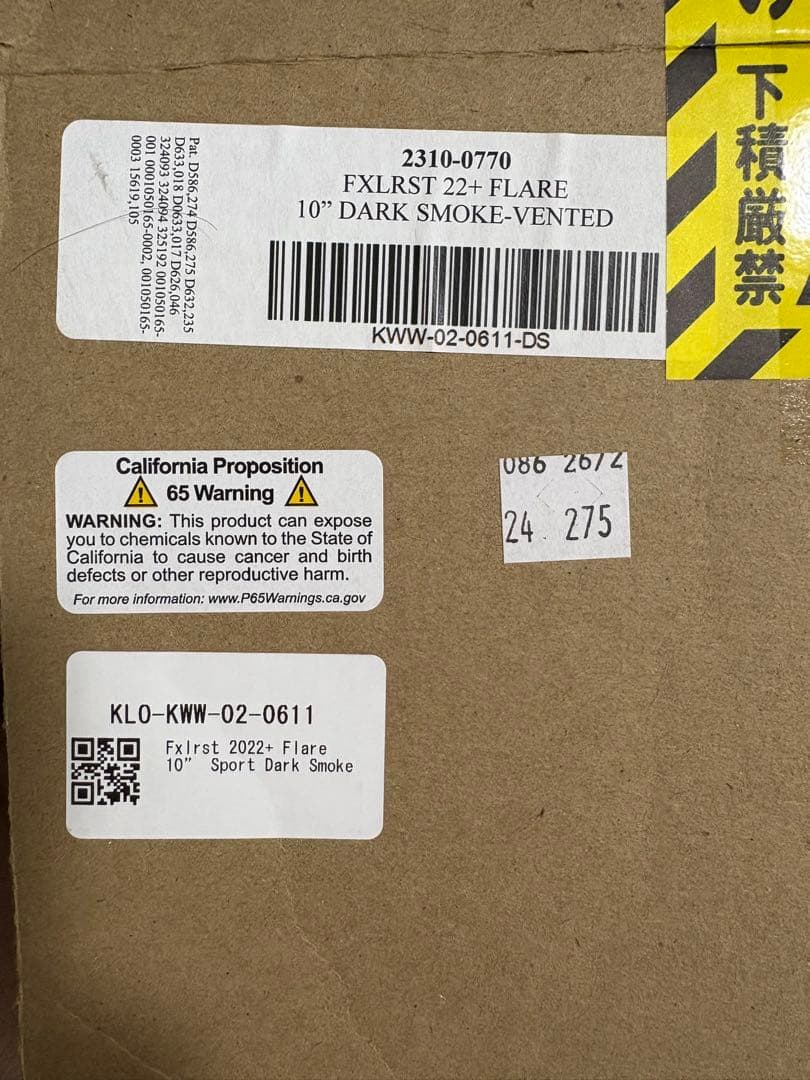 下積厳禁
2310-0770
FXLRST 22+ FLARE
10” DARK SMOKE-VENTED
KWW-02-0611-DS
Pat. D586,274 D586,275 D632,235
D633,018 D0633,017 D626,046
324093 324094 325192 001050165-
001 0001050165-0002, 001050165-
0003 15619,105
California Proposition
65 Warning
WARNING: This product can expose
you to chemicals known to the State of
California to cause cancer and birth
defects or other reproductive harm.
For more information: www.P65Warnings.ca.gov
086 2672
24 275
KLO-KWW-02-0611
Fxlrst 2022+ Flare
10” Sport Dark Smoke